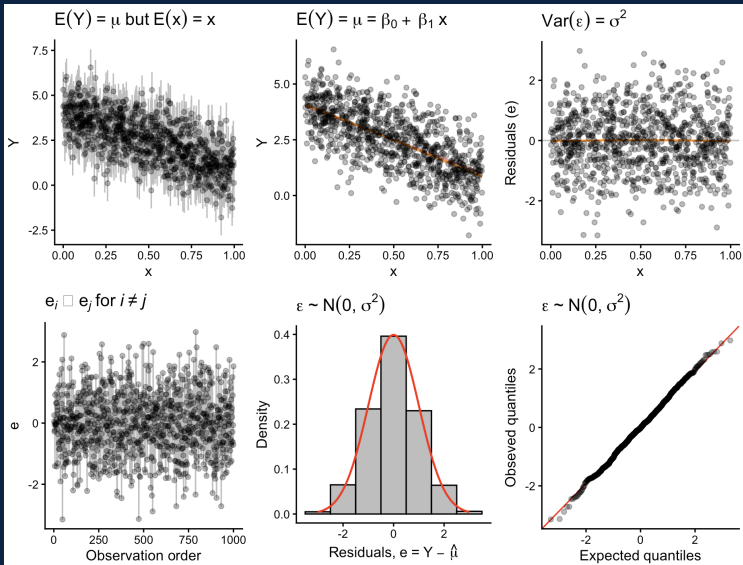 E(Y) = μ but E(x) = x
7.5
5.0
2.5
0.0
-2.5
Y
0.00 0.25 0.50 0.75 1.00
x
E(Y) = μ = β₀ + β₁ x
5.0
2.5
0.0
Y
0.00 0.25 0.50 0.75 1.00
x
Var(ε) = σ²
2
0
-2
Residuals (e)
0.00 0.25 0.50 0.75 1.00
x
eᵢ □ eⱼ for i ≠ j
2
0
-2
e
0 250 500 750 1000
Observation order
ε ~ N(0, σ²)
0.4
0.3
0.2
0.1
0.0
Density
-2 0 2
Residuals, e = Y − μ̂
ε ~ N(0, σ²)
2
0
-2
Obseved quantiles
-2 0 2
Expected quantiles